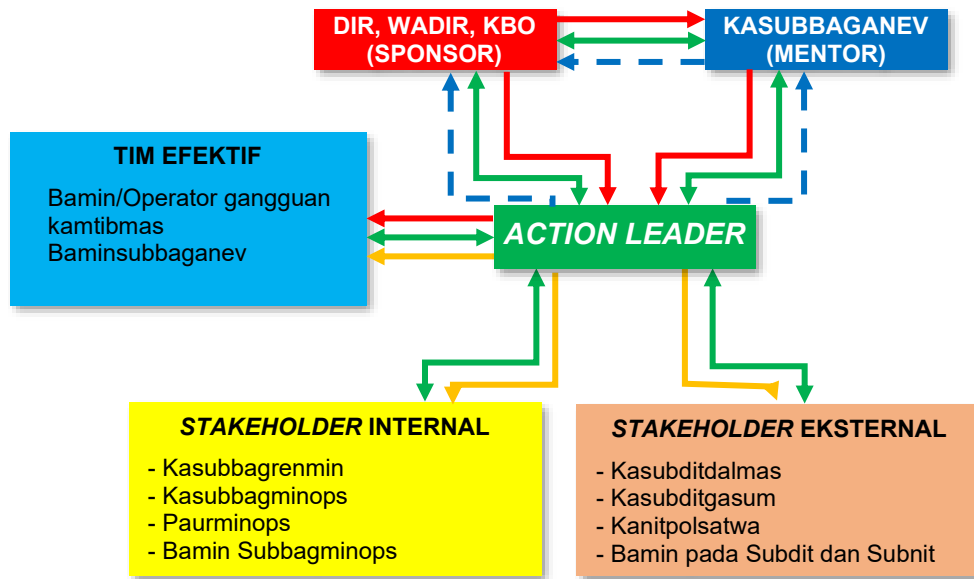 DIR, WADIR, KBO
(SPONSOR)
KASUBBAGANEV
(MENTOR)
TIM EFEKTIF
Bamin/Operator gangguan
kamtibmas
Baminsubbaganev
ACTION LEADER
STAKEHOLDER INTERNAL
- Kasubbagrenmin
- Kasubbagminops
- Paurminops
- Bamin Subbagminops
STAKEHOLDER EKSTERNAL
- Kasubditdalmas
- Kasubditgasum
- Kanitpolsatwa
- Bamin pada Subdit dan Subnit